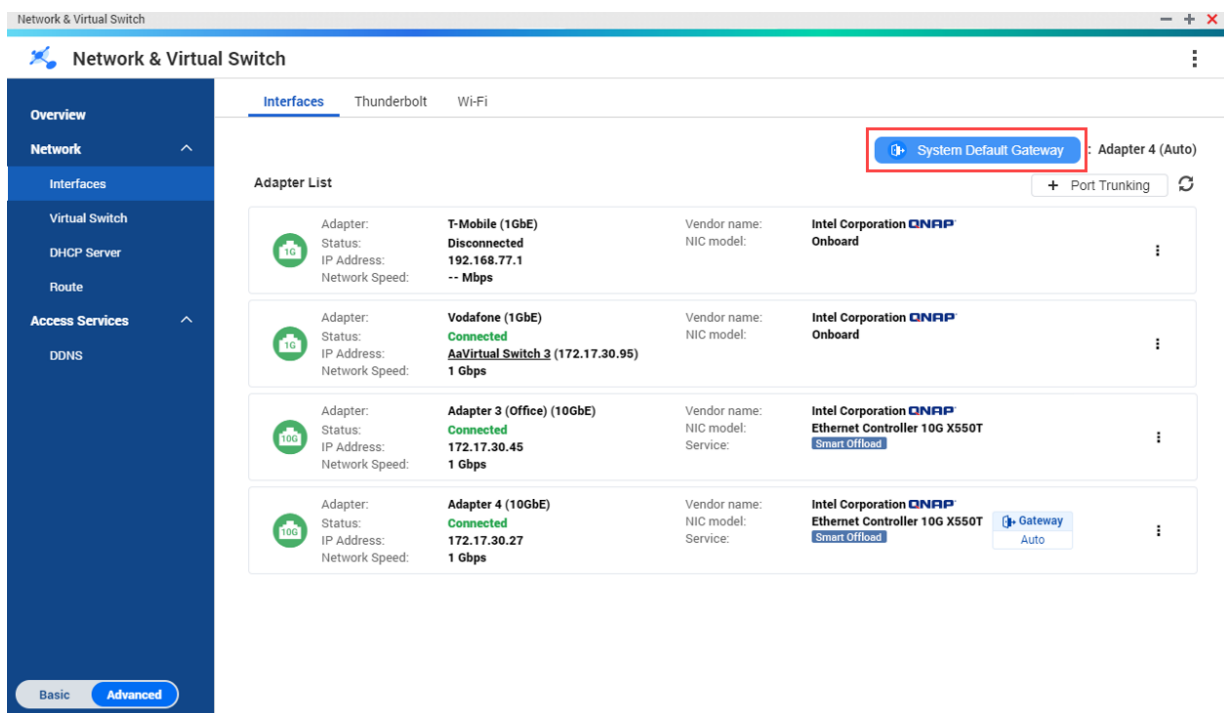 Network & Virtual Switch
Network & Virtual Switch
Interfaces Thunderbolt Wi-Fi
Overview
Network
Interfaces
Virtual Switch
DHCP Server
Route
Access Services
DDNS
Basic Advanced
System Default Gateway : Adapter 4 (Auto)
Adapter List
+ Port Trunking
1G
Adapter: T-Mobile (1GbE) Vendor name: Intel Corporation QNAP
Status: Disconnected NIC model: Onboard
IP Address: 192.168.77.1
Network Speed: -- Mbps
1G
Adapter: Vodafone (1GbE) Vendor name: Intel Corporation QNAP
Status: Connected NIC model: Onboard
IP Address: AaVirtual Switch 3 (172.17.30.95)
Network Speed: 1 Gbps
10G
Adapter: Adapter 3 (Office) (10GbE) Vendor name: Intel Corporation QNAP
Status: Connected NIC model: Ethernet Controller 10G X550T
IP Address: 172.17.30.45 Service: Smart Offload
Network Speed: 1 Gbps
10G
Adapter: Adapter 4 (10GbE) Vendor name: Intel Corporation QNAP
Status: Connected NIC model: Ethernet Controller 10G X550T Gateway
IP Address: 172.17.30.27 Service: Smart Offload Auto
Network Speed: 1 Gbps